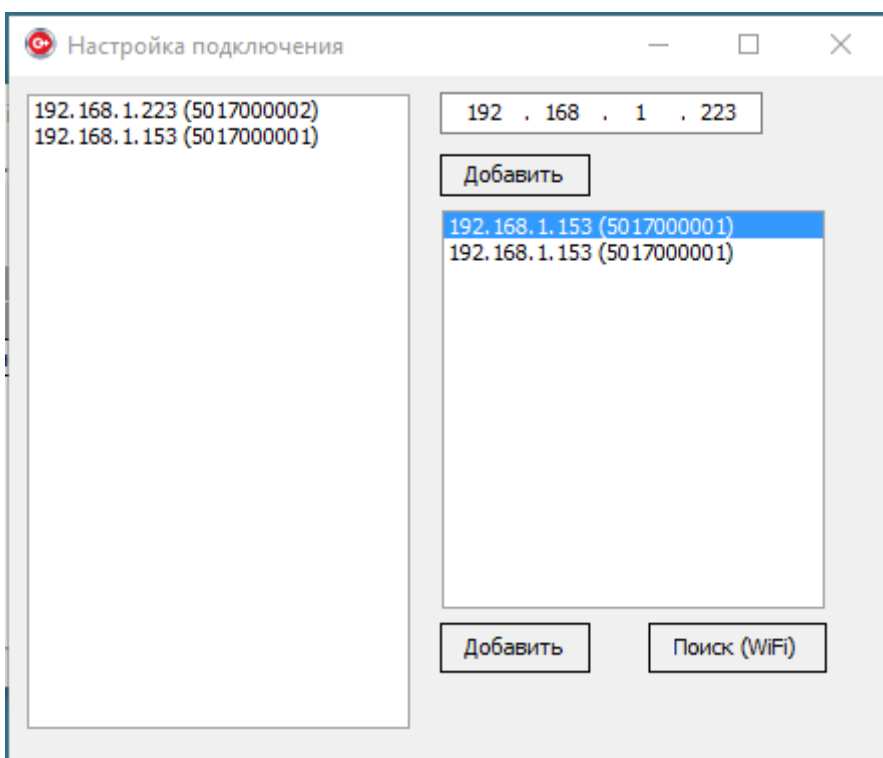 Настройка подключения
192.168.1.223 (5017000002)
192.168.1.153 (5017000001)
192 . 168 . 1 . 223
Добавить
192.168.1.153 (5017000001)
192.168.1.153 (5017000001)
Добавить
Поиск (WiFi)